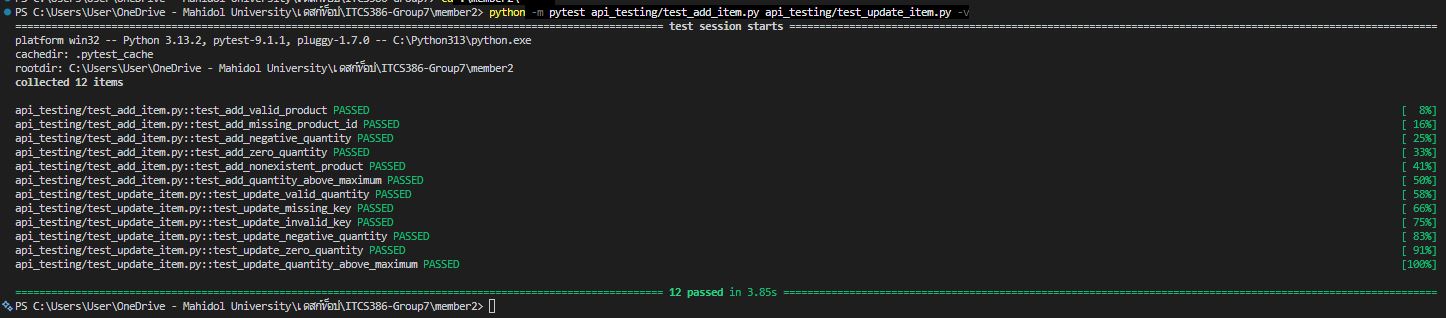 PS C:\Users\User\OneDrive - Mahidol University\เดสก์ท็อป\ITCS386-Group7\member2> python -m pytest api_testing/test_add_item.py api_testing/test_update_item.py -v
test session starts
platform win32 -- Python 3.13.2, pytest-9.1.1, pluggy-1.7.0 -- C:\Python313\python.exe
cachedir: .pytest_cache
rootdir: C:\Users\User\OneDrive - Mahidol University\เดสก์ท็อป\ITCS386-Group7\member2
collected 12 items
api_testing/test_add_item.py::test_add_valid_product PASSED [ 8%]
api_testing/test_add_item.py::test_add_missing_product_id PASSED [ 16%]
api_testing/test_add_item.py::test_add_negative_quantity PASSED [ 25%]
api_testing/test_add_item.py::test_add_zero_quantity PASSED [ 33%]
api_testing/test_add_item.py::test_add_nonexistent_product PASSED [ 41%]
api_testing/test_add_item.py::test_add_quantity_above_maximum PASSED [ 50%]
api_testing/test_update_item.py::test_update_valid_quantity PASSED [ 58%]
api_testing/test_update_item.py::test_update_missing_key PASSED [ 66%]
api_testing/test_update_item.py::test_update_invalid_key PASSED [ 75%]
api_testing/test_update_item.py::test_update_negative_quantity PASSED [ 83%]
api_testing/test_update_item.py::test_update_zero_quantity PASSED [ 91%]
api_testing/test_update_item.py::test_update_quantity_above_maximum PASSED [100%]
12 passed in 3.85s
PS C:\Users\User\OneDrive - Mahidol University\เดสก์ท็อป\ITCS386-Group7\member2>